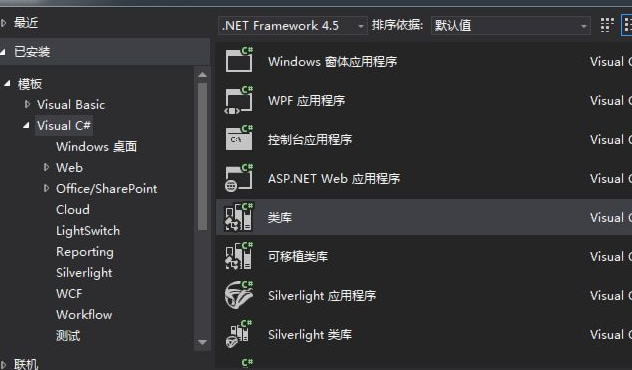 最近
.NET Framework 4.5
排序依据:
默认值
已安装
模板
Visual Basic
Visual C#
Windows 桌面
Web
Office/SharePoint
Cloud
LightSwitch
Reporting
Silverlight
WCF
Workflow
测试
联机
C# Windows 窗体应用程序 Visual C
C# WPF 应用程序 Visual C
C# C:\ 控制台应用程序 Visual C
C# ASP.NET Web 应用程序 Visual C
C# 类库 Visual C
C# 可移植类库 Visual C
C# Silverlight 应用程序 Visual C
C# Silverlight 类库 Visual C